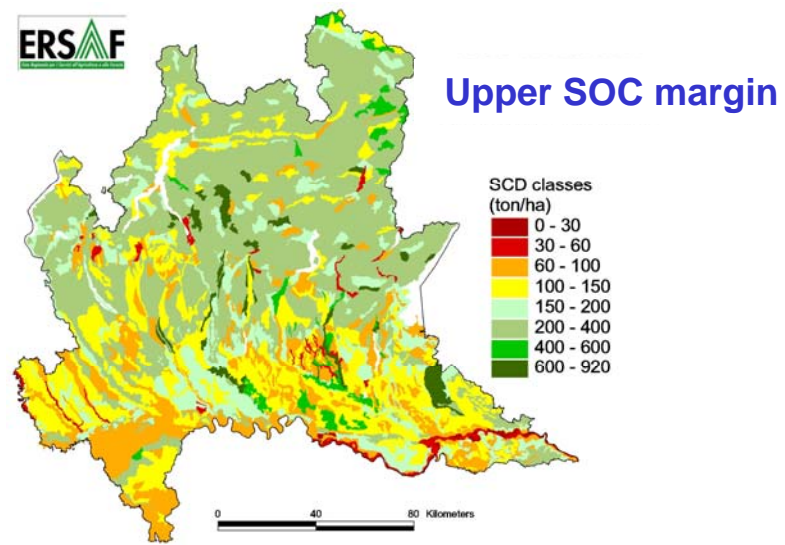 ERSAF
Upper SOC margin
SCD classes
(ton/ha)
0 - 30
30 - 60
60 - 100
100 - 150
150 - 200
200 - 400
400 - 600
600 - 920
0 40 80 Kilometers